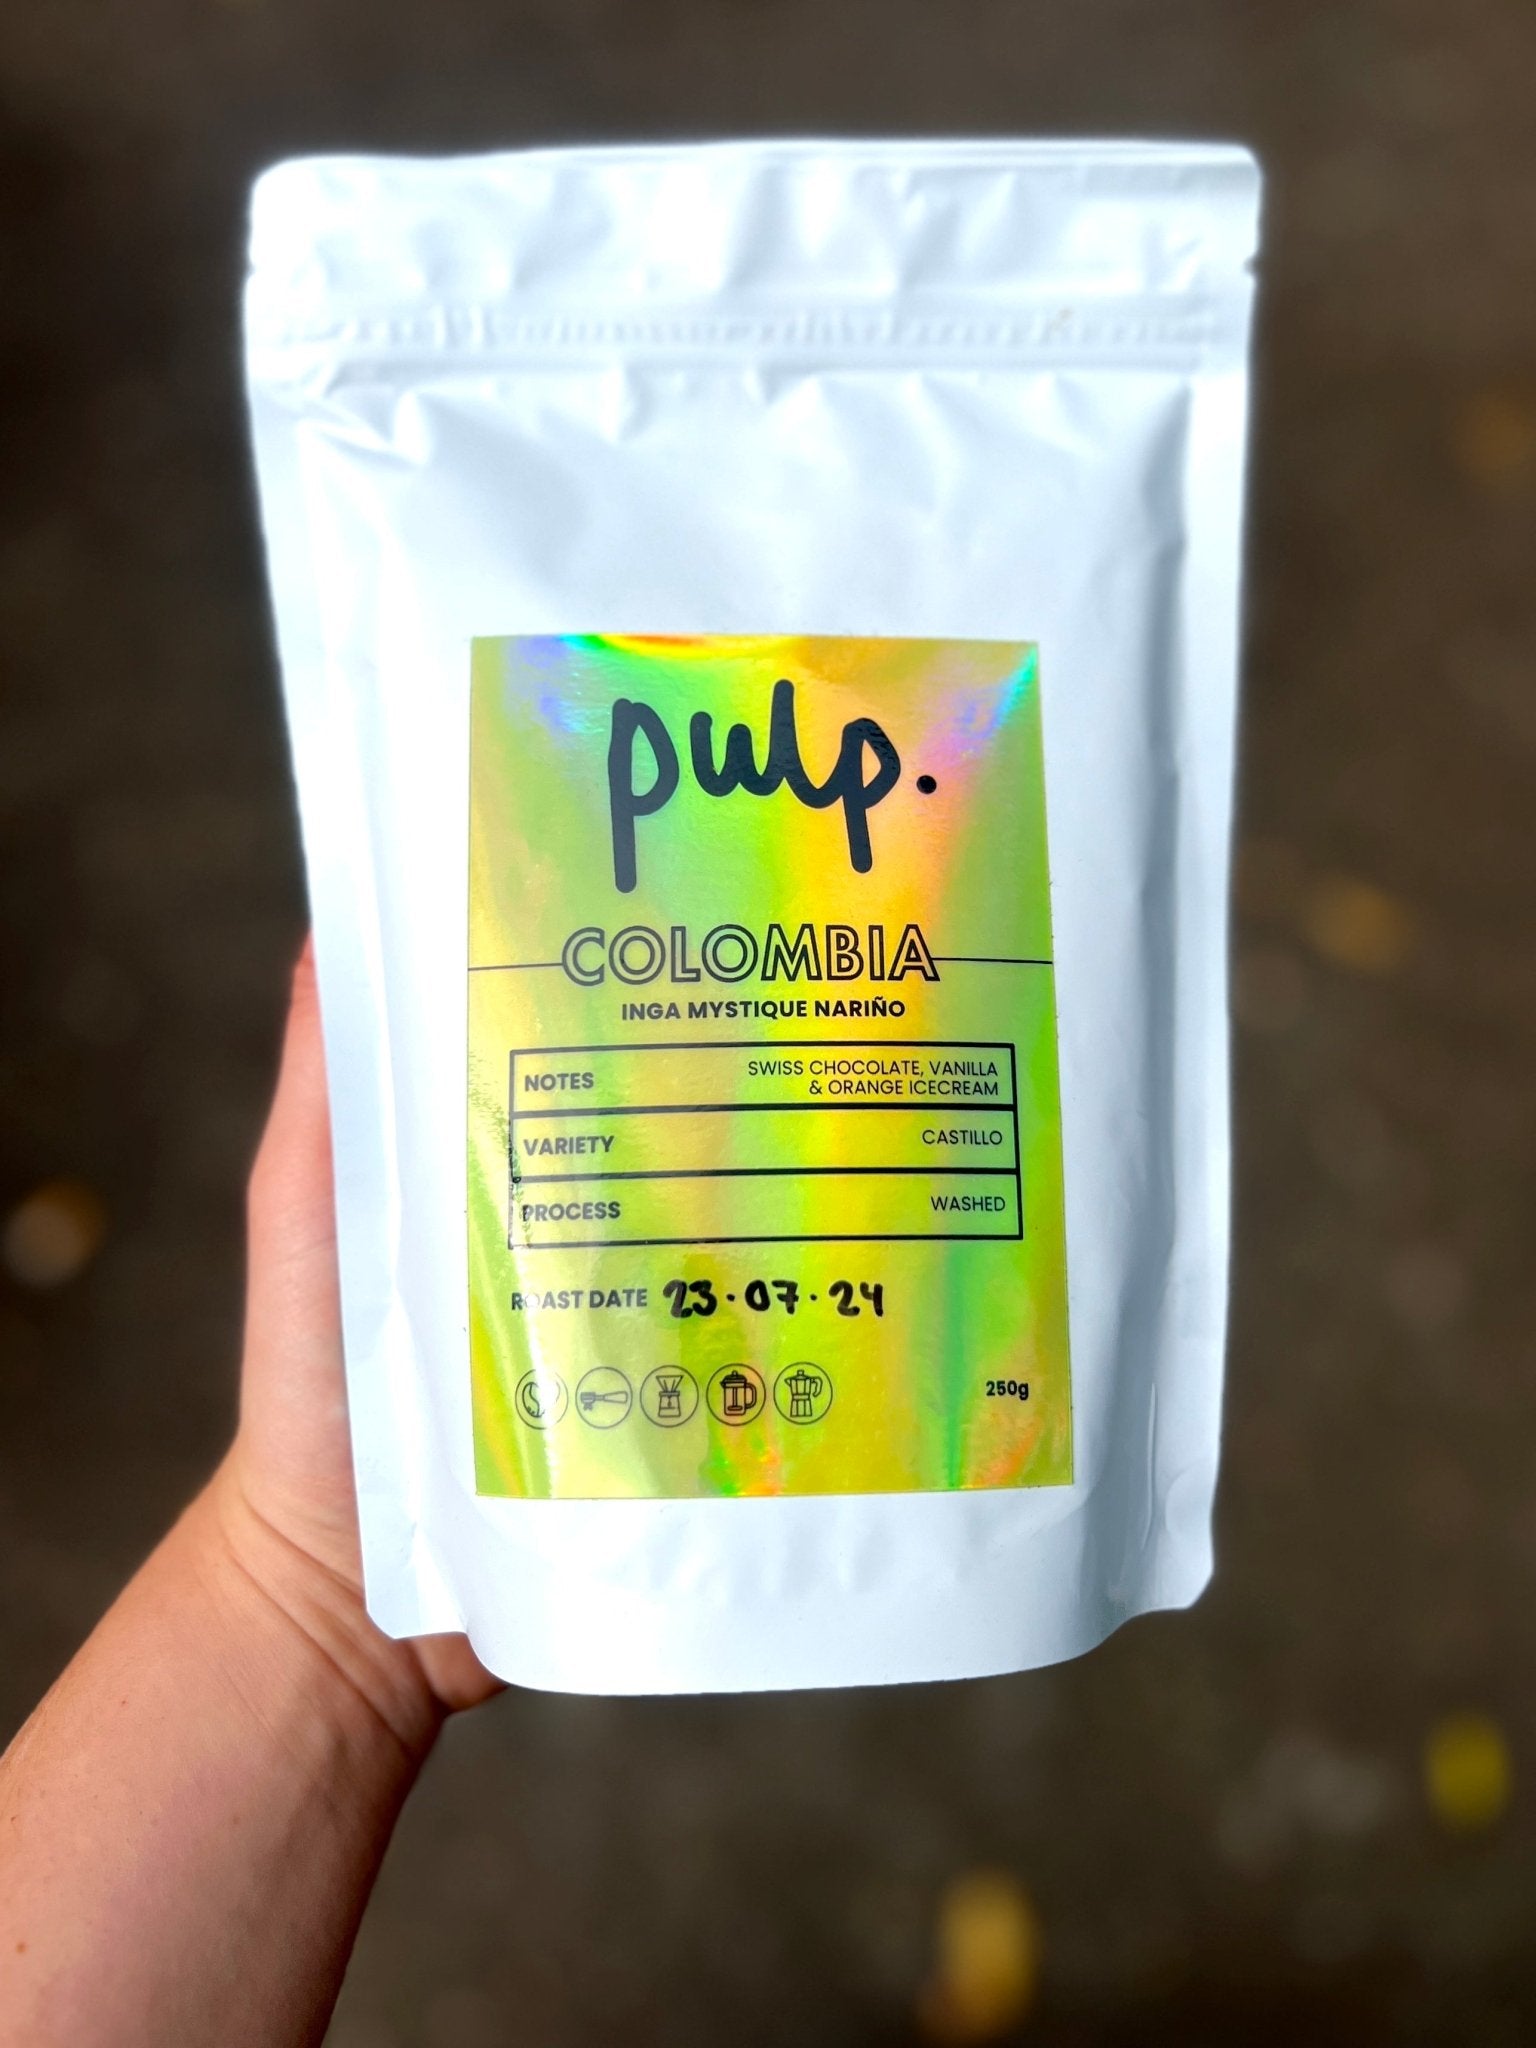 pulp.
COLOMBIA
INGA MYSTIQUE NARIÑO
NOTES SWISS CHOCOLATE, VANILLA
& ORANGE ICECREAM
VARIETY CASTILLO
PROCESS WASHED
ROAST DATE 23.07.24
250g